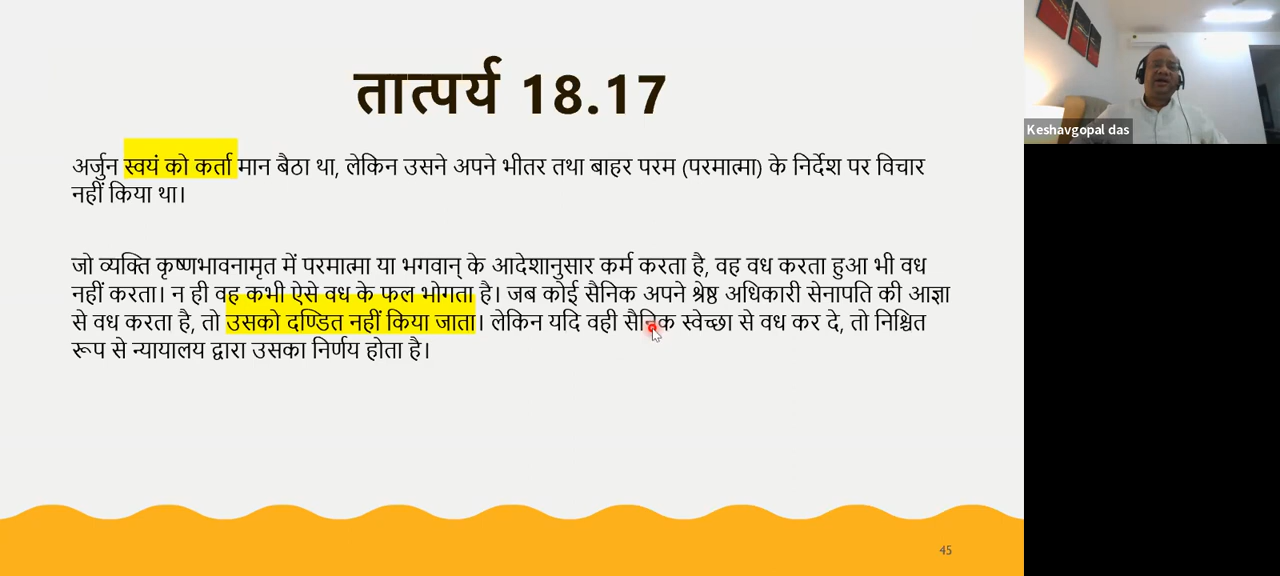 तात्पर्य 18.17
अर्जुन स्वयं को कर्ता मान बैठा था, लेकिन उसने अपने भीतर तथा बाहर परम (परमात्मा) के निर्देश पर विचार
नहीं किया था।
जो व्यक्ति कृष्णभावनामृत में परमात्मा या भगवान् के आदेशानुसार कर्म करता है, वह वध करता हुआ भी वध
नहीं करता। न ही वह कभी ऐसे वध के फल भोगता है। जब कोई सैनिक अपने श्रेष्ठ अधिकारी सेनापति की आज्ञा
से वध करता है, तो उसको दण्डित नहीं किया जाता। लेकिन यदि वही सैनिक स्वेच्छा से वध कर दे, तो निश्चित
रूप से न्यायालय द्वारा उसका निर्णय होता है।
45
Keshavgopal das